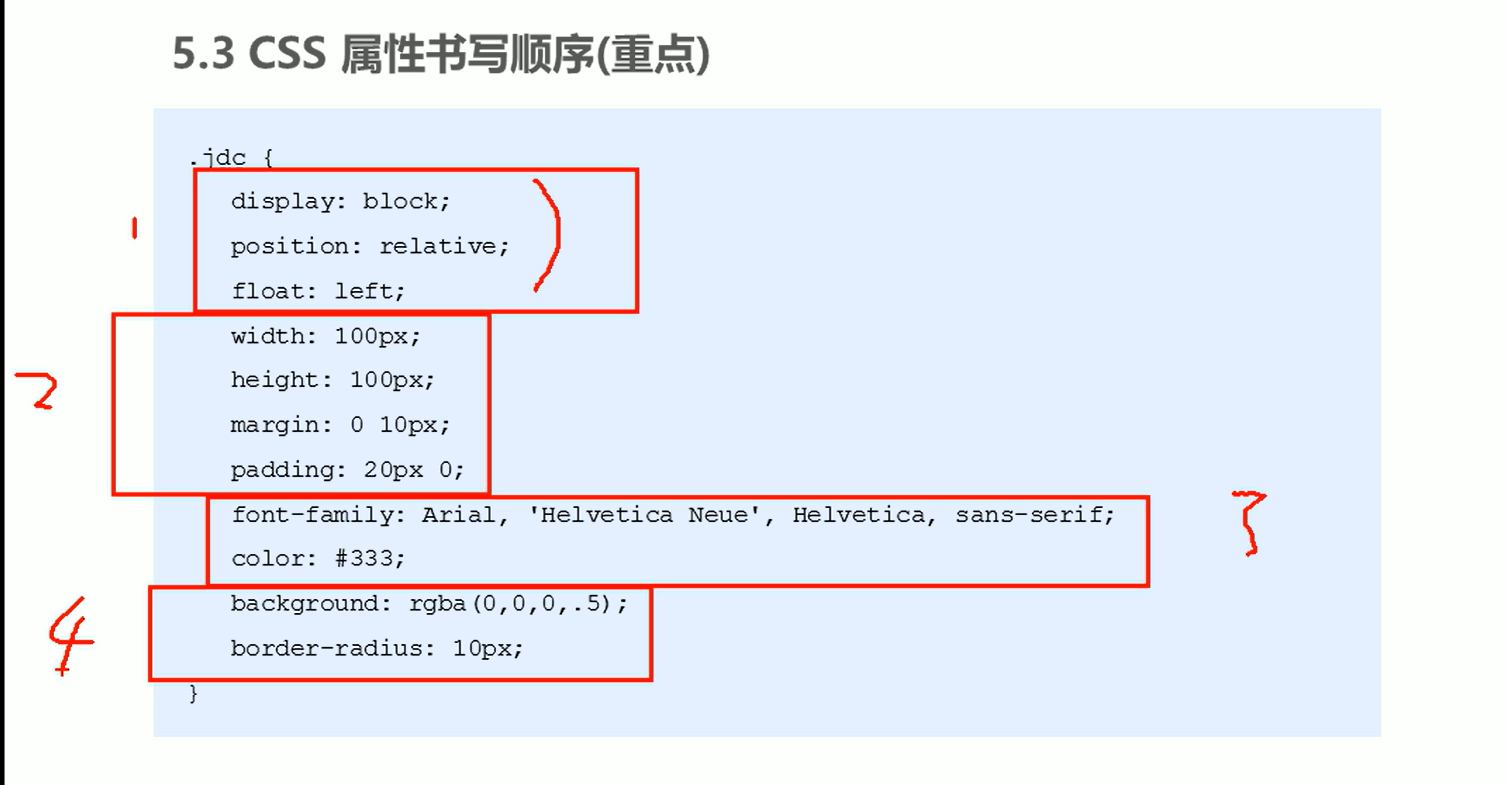 5.3 CSS 属性书写顺序(重点)
.jdc {
display: block;
1
position: relative;
float: left;
width: 100px;
2
height: 100px;
margin: 0 10px;
padding: 20px 0;
font-family: Arial, 'Helvetica Neue', Helvetica, sans-serif;
3
color: #333;
background: rgba(0,0,0,.5);
4
border-radius: 10px;
}